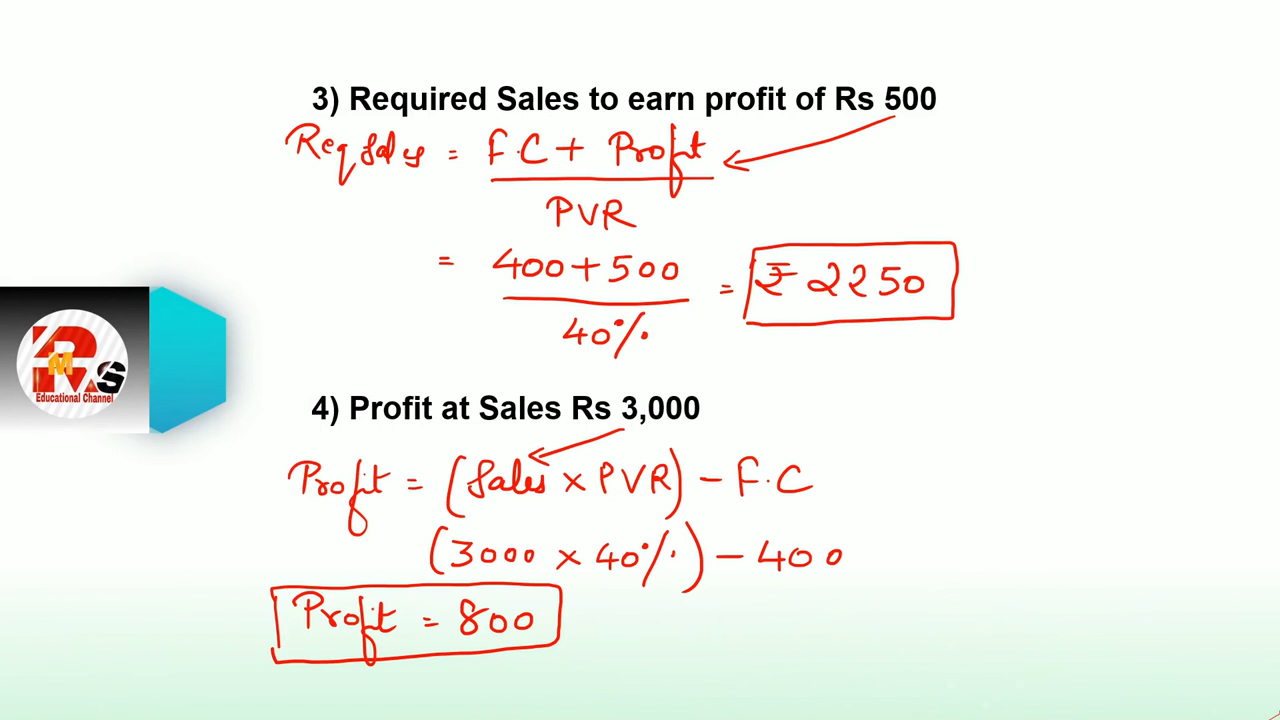 3) Required Sales to earn profit of Rs 500
Req Sales = F.C + Profit
PVR
= 400 + 500 = ₹ 2250
40%
RMS
Educational Channel
4) Profit at Sales Rs 3,000
Profit = (Sales × PVR) - F.C
(3000 × 40%) - 400
Profit = 800